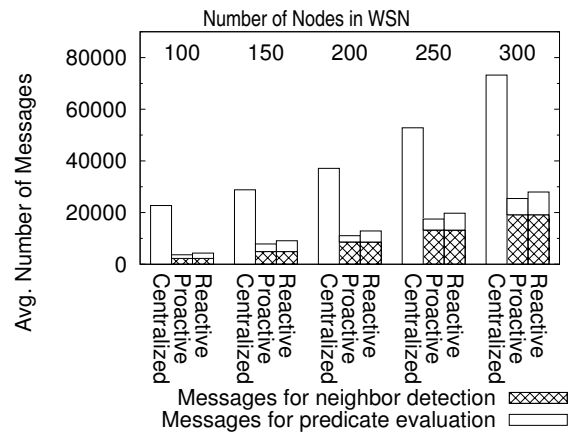 Number of Nodes in WSN
100 150 200 250 300
80000
60000
40000
20000
0
Avg. Number of Messages
Centralized
Proactive
Reactive
Centralized
Proactive
Reactive
Centralized
Proactive
Reactive
Centralized
Proactive
Reactive
Centralized
Proactive
Reactive
Messages for neighbor detection
Messages for predicate evaluation